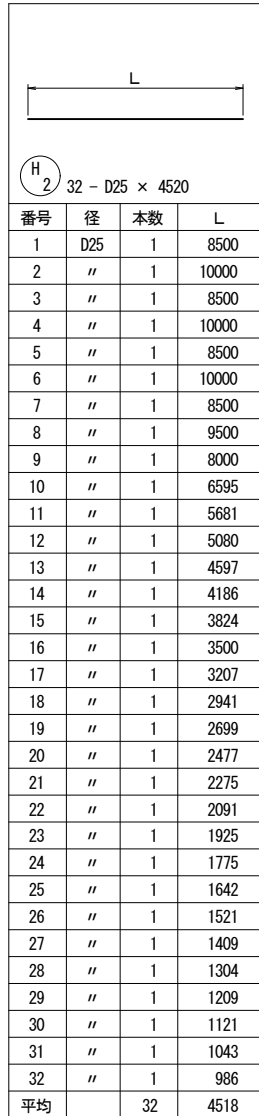 L
H
2
32 - D25 × 4520
番号 径 本数 L
1 D25 1 8500
2 〃 1 10000
3 〃 1 8500
4 〃 1 10000
5 〃 1 8500
6 〃 1 10000
7 〃 1 8500
8 〃 1 9500
9 〃 1 8000
10 〃 1 6595
11 〃 1 5681
12 〃 1 5080
13 〃 1 4597
14 〃 1 4186
15 〃 1 3824
16 〃 1 3500
17 〃 1 3207
18 〃 1 2941
19 〃 1 2699
20 〃 1 2477
21 〃 1 2275
22 〃 1 2091
23 〃 1 1925
24 〃 1 1775
25 〃 1 1642
26 〃 1 1521
27 〃 1 1409
28 〃 1 1304
29 〃 1 1209
30 〃 1 1121
31 〃 1 1043
32 〃 1 986
平均 32 4518